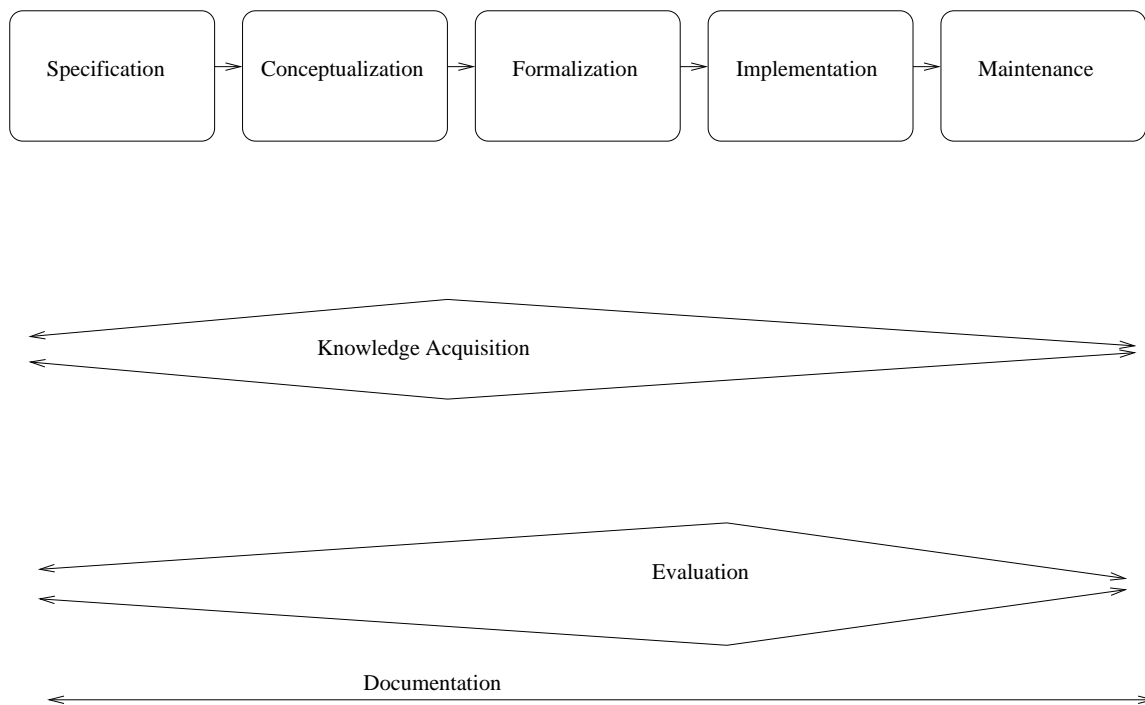 Specification
Conceptualization
Formalization
Implementation
Maintenance
Knowledge Acquisition
Evaluation
Documentation